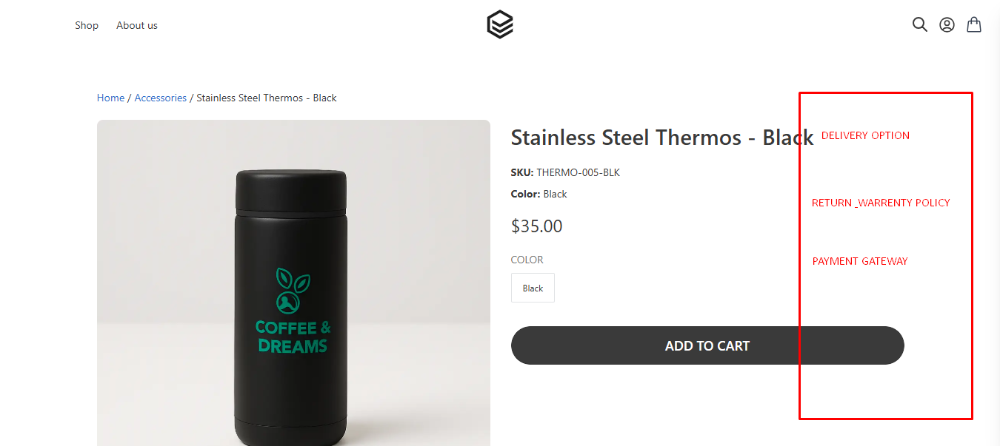 Shop About us
Home / Accessories / Stainless Steel Thermos - Black
Stainless Steel Thermos - Black
SKU: THERMO-005-BLK
Color: Black
$35.00
COLOR
Black
ADD TO CART
COFFEE &
DREAMS
DELIVERY OPTION
RETURN _WARRENTY POLICY
PAYMENT GATEWAY